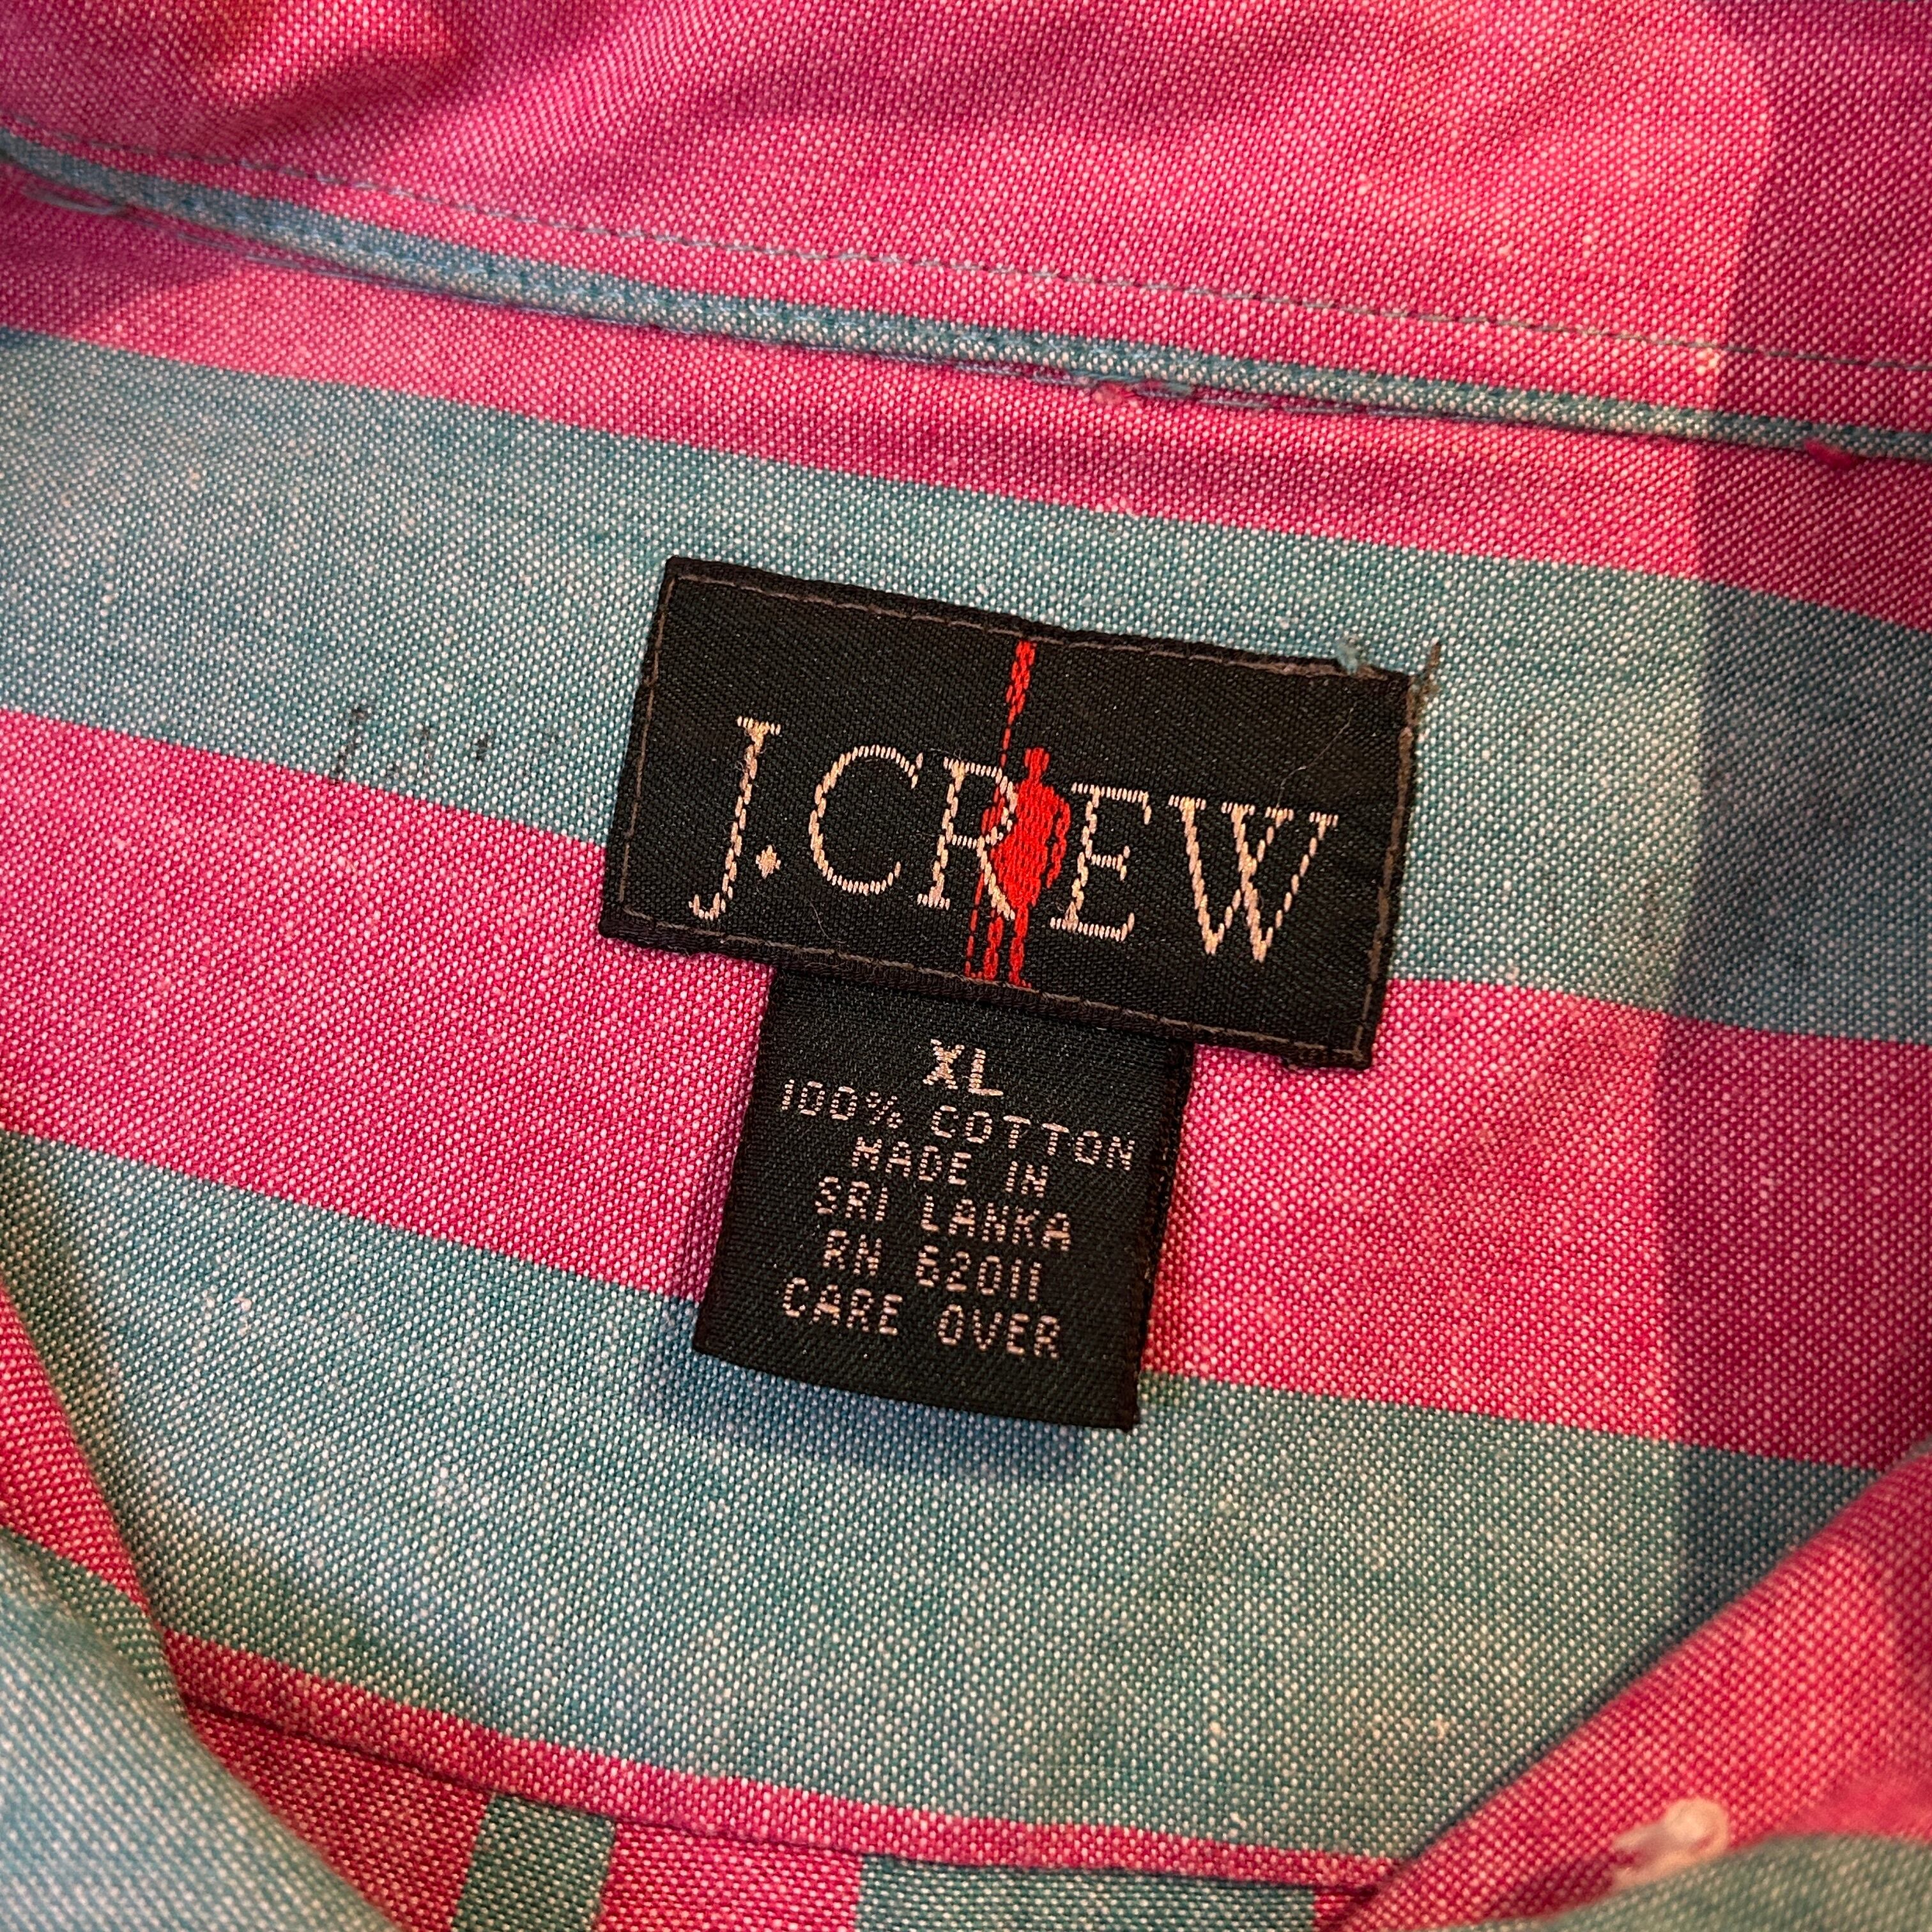 J.CREW
XL
100% COTTON
MADE IN
SRI LANKA
RN 62011
CARE OVER